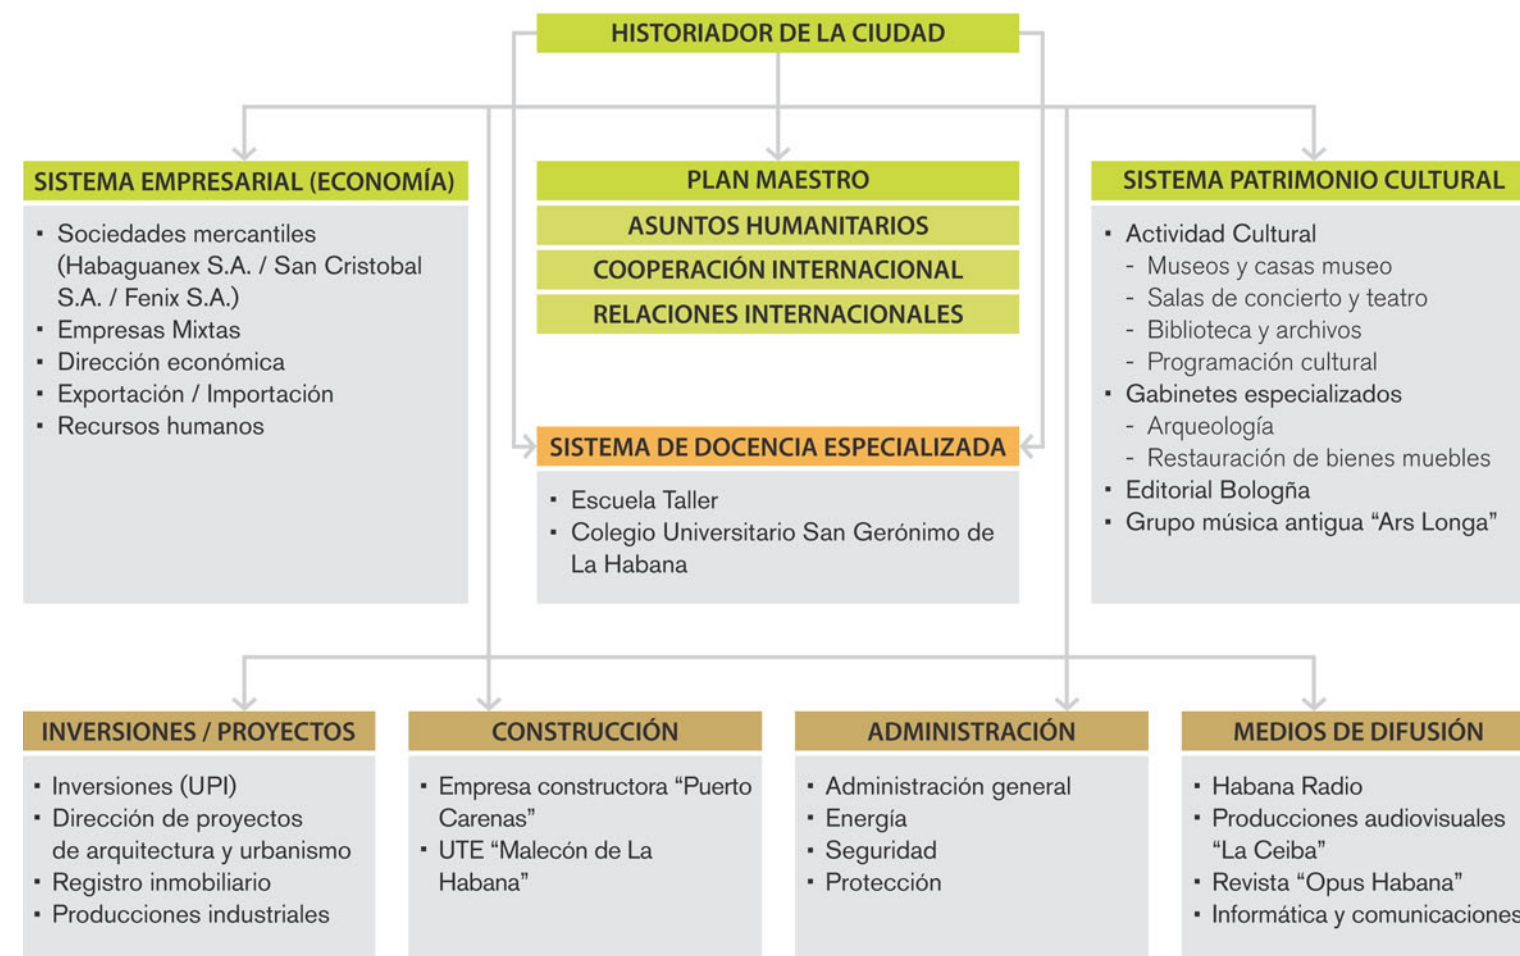 HISTORIADOR DE LA CIUDAD
SISTEMA EMPRESARIAL (ECONOMÍA)
▪ Sociedades mercantiles
(Habaguanex S.A. / San Cristobal
S.A. / Fenix S.A.)
▪ Empresas Mixtas
▪ Dirección económica
▪ Exportación / Importación
▪ Recursos humanos
PLAN MAESTRO
ASUNTOS HUMANITARIOS
COOPERACIÓN INTERNACIONAL
RELACIONES INTERNACIONALES
SISTEMA DE DOCENCIA ESPECIALIZADA
▪ Escuela Taller
▪ Colegio Universitario San Gerónimo de
La Habana
SISTEMA PATRIMONIO CULTURAL
▪ Actividad Cultural
- Museos y casas museo
- Salas de concierto y teatro
- Biblioteca y archivos
- Programación cultural
▪ Gabinetes especializados
- Arqueología
- Restauración de bienes muebles
▪ Editorial Bologña
▪ Grupo música antigua “Ars Longa”
INVERSIONES / PROYECTOS
▪ Inversiones (UPI)
▪ Dirección de proyectos
de arquitectura y urbanismo
▪ Registro inmobiliario
▪ Producciones industriales
CONSTRUCCIÓN
▪ Empresa constructora “Puerto
Carenas”
▪ UTE “Malecón de La
Habana”
ADMINISTRACIÓN
▪ Administración general
▪ Energía
▪ Seguridad
▪ Protección
MEDIOS DE DIFUSIÓN
▪ Habana Radio
▪ Producciones audiovisuales
“La Ceiba”
▪ Revista “Opus Habana”
▪ Informática y comunicaciones